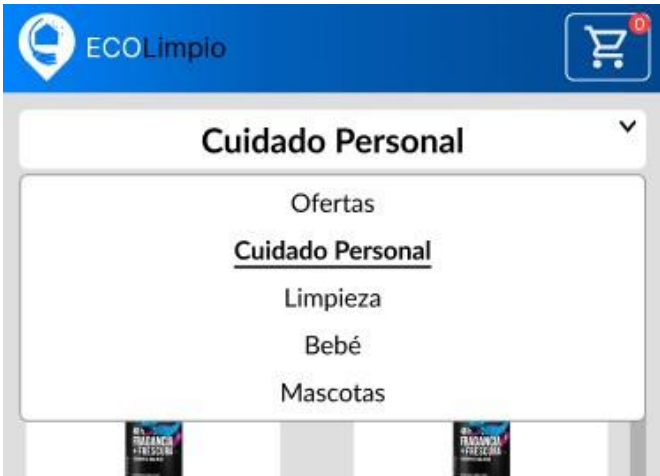 ECOLimpio
0
Cuidado Personal
Ofertas
Cuidado Personal
Limpieza
Bebé
Mascotas
FRAGANCIA
+FRESCURA
FRAGANCIA
+FRESCURA